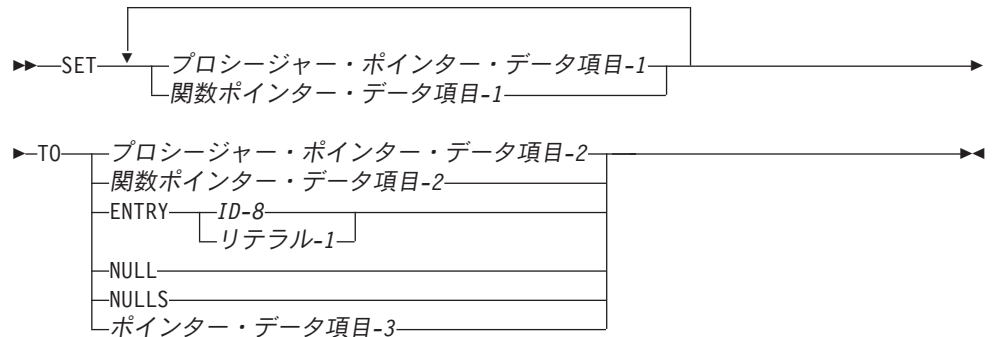 SET プロシージャー・ポインター・データ項目-1
関数ポインター・データ項目-1
TO プロシージャー・ポインター・データ項目-2
関数ポインター・データ項目-2
ENTRY ID-8
リテラル-1
NULL
NULLS
ポインター・データ項目-3